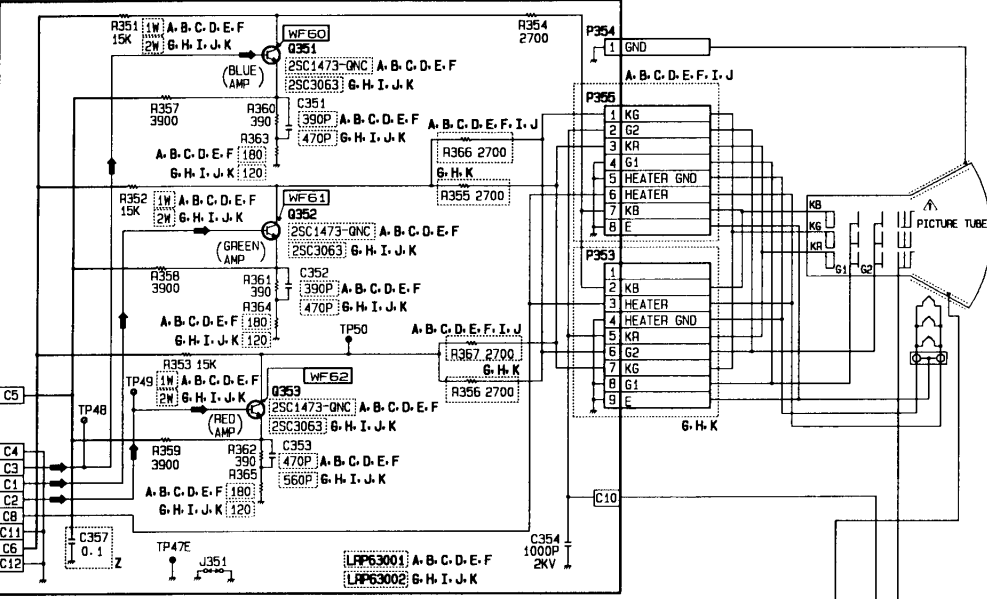 R351
15K
1W A.B.C.D.E.F
2W G.H.I.J.K
WF60
Q351
2SC1473-QNC A.B.C.D.E.F
2SC3063 G.H.I.J.K
(BLUE AMP)
R354
2700
R357
3900
R360
390
C351
390P A.B.C.D.E.F
470P G.H.I.J.K
R363
A.B.C.D.E.F 180
G.H.I.J.K 120
A.B.C.D.E.F.I.J
R366 2700
G.H.K
R355 2700
R352
15K
1W A.B.C.D.E.F
2W G.H.I.J.K
WF61
Q352
2SC1473-QNC A.B.C.D.E.F
2SC3063 G.H.I.J.K
(GREEN AMP)
R358
3900
R361
390
C352
390P A.B.C.D.E.F
470P G.H.I.J.K
R364
A.B.C.D.E.F 180
G.H.I.J.K 120
TP50
A.B.C.D.E.F.I.J
R367 2700
G.H.K
R356 2700
R353 15K
1W A.B.C.D.E.F
2W G.H.I.J.K
TP49
WF62
Q353
2SC1473-QNC A.B.C.D.E.F
2SC3063 G.H.I.J.K
(RED AMP)
TP48
R359
3900
R362
390
C353
470P A.B.C.D.E.F
560P G.H.I.J.K
R365
A.B.C.D.E.F 180
G.H.I.J.K 120
C5
C4
C3
C1
C2
C8
C11
C6
C12
C357
0.1
Z
TP47E
J351
LRP63001 A.B.C.D.E.F
LRP63002 G.H.I.J.K
C354
1000P
2KV
C10
P354
1 GND
A.B.C.D.E.F.I.J
P355
1 KG
2 G2
3 KR
4 G1
5 HEATER GND
6 HEATER
7 KB
8 E
P353
1
2 KB
3 HEATER
4 HEATER GND
5 KR
6 G2
7 KG
8 G1
9 E
G.H.K
KB
KG
KR
G1
G2
PICTURE TUBE